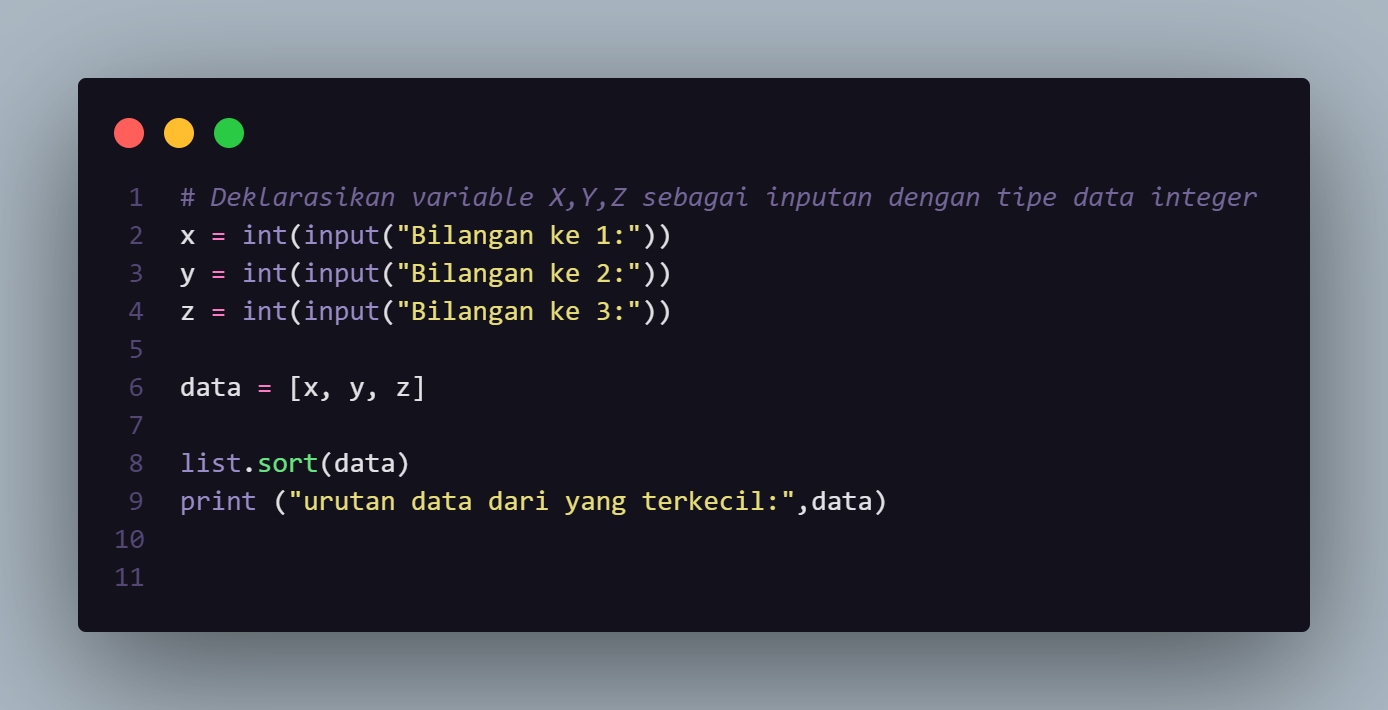 1 # Deklarasikan variable X,Y,Z sebagai inputan dengan tipe data integer
2 x = int(input("Bilangan ke 1:"))
3 y = int(input("Bilangan ke 2:"))
4 z = int(input("Bilangan ke 3:"))
5
6 data = [x, y, z]
7
8 list.sort(data)
9 print ("urutan data dari yang terkecil:",data)
10
11